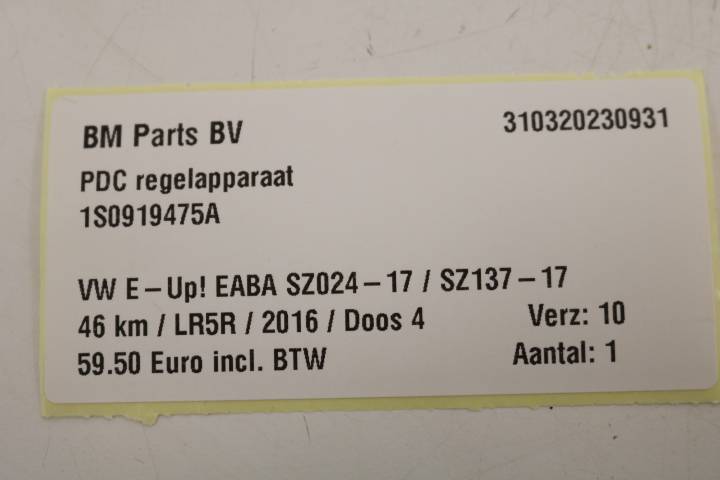 BM Parts BV 310320230931
PDC regelapparaat
1S0919475A
VW E-Up! EABA SZ024-17 / SZ137-17
46 km / LR5R / 2016 / Doos 4 Verz: 10
59.50 Euro incl. BTW Aantal: 1